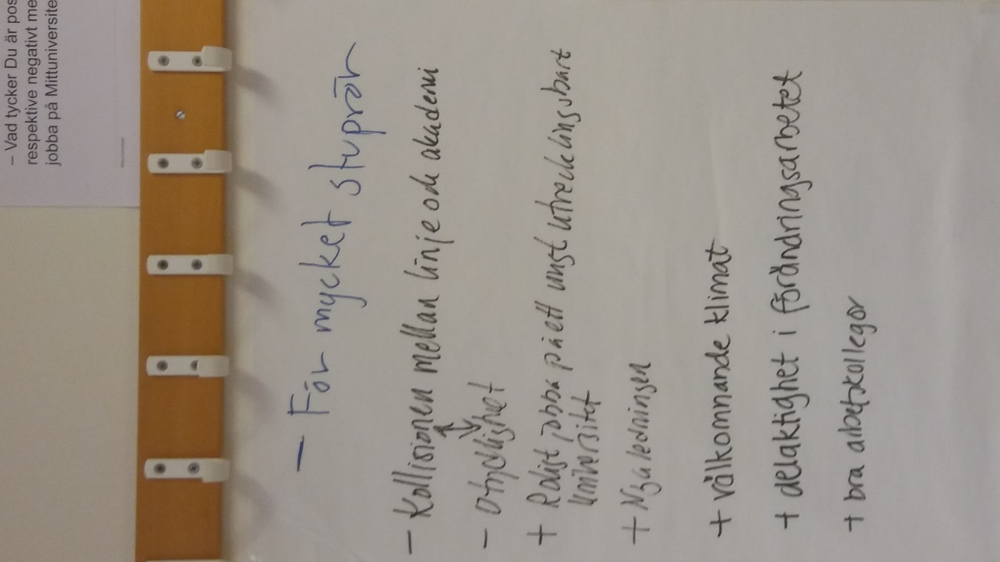 – Vad tycker Du är pos
respektive negativt me
jobba på Mittuniversite
– För mycket stuprör
– Kollisionen mellan linje och akademi
– Otydlighet
+ Roligt jobba på ett ungt utvecklingsbart
universitet
+ Nya ledningen
+ välkomnande klimat
+ delaktighet i förändringsarbetet
+ bra arbetskollegor